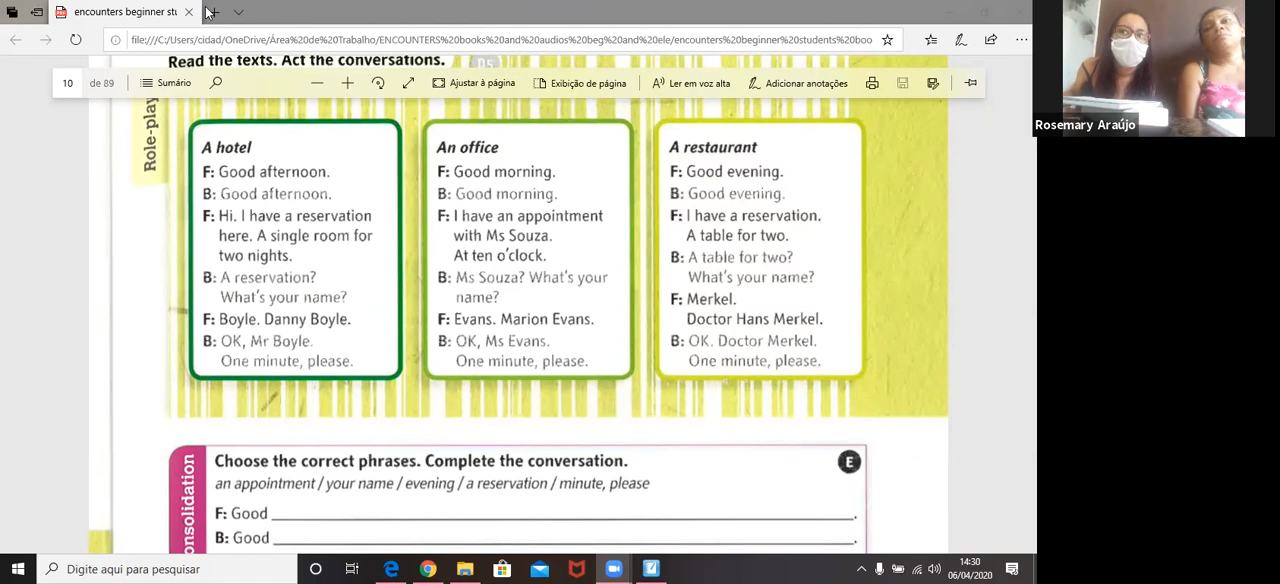 encounters beginner stu
file:///C:/Users/cidad/OneDrive/Área%20de%20Trabalho/ENCOUNTERS%20books%20and%20audios%20beg%20and%20ele/encounters%20beginner%20students%20boo
Read the texts. Act the conversations.
10 de 89
Sumário
Ajustar à página
Exibição de página
Ler em voz alta
Adicionar anotações
Role-play
A hotel
F: Good afternoon.
B: Good afternoon.
F: Hi. I have a reservation
here. A single room for
two nights.
B: A reservation?
What's your name?
F: Boyle. Danny Boyle.
B: OK, Mr Boyle.
One minute, please.
An office
F: Good morning.
B: Good morning.
F: I have an appointment
with Ms Souza.
At ten o'clock.
B: Ms Souza? What's your
name?
F: Evans. Marion Evans.
B: OK, Ms Evans.
One minute, please.
A restaurant
F: Good evening.
B: Good evening.
F: I have a reservation.
A table for two.
B: A table for two?
What's your name?
F: Merkel.
Doctor Hans Merkel.
B: OK. Doctor Merkel.
One minute, please.
onsolidation
Choose the correct phrases. Complete the conversation.
E
an appointment / your name / evening / a reservation / minute, please
F: Good
B: Good
Rosemary Araújo
Digite aqui para pesquisar
14:30
06/04/2020